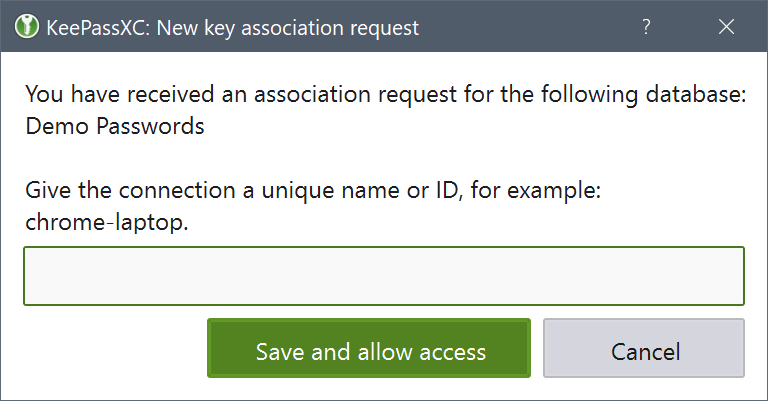 KeePassXC: New key association request
?
You have received an association request for the following database:
Demo Passwords
Give the connection a unique name or ID, for example:
chrome-laptop.
Save and allow access
Cancel